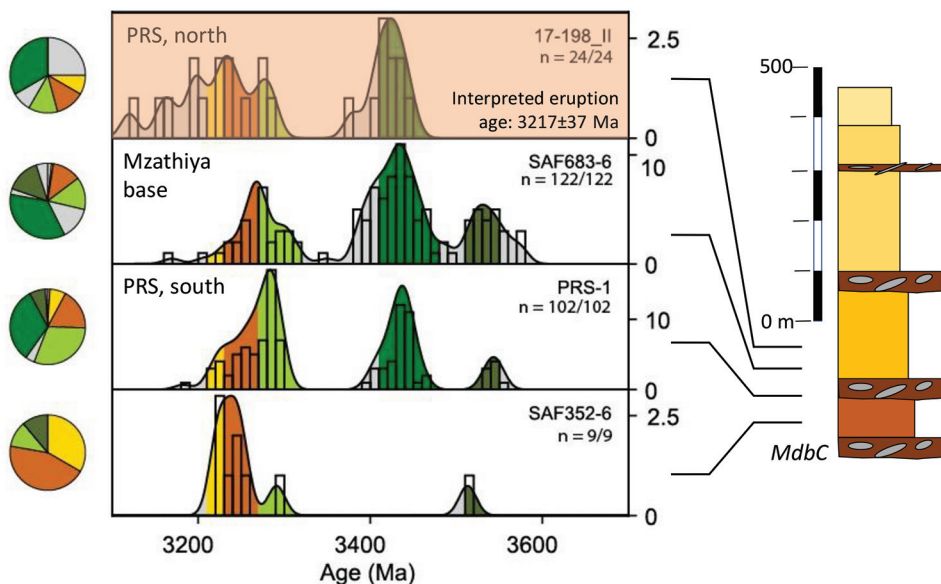 PRS, north
17-198_II
n = 24/24
Interpreted eruption
age: 3217±37 Ma
2.5
0
Mzathiya
base
SAF683-6
n = 122/122
10
0
PRS, south
PRS-1
n = 102/102
10
0
SAF352-6
n = 9/9
2.5
0
3200
3400
3600
Age (Ma)
500
0 m
MdbC